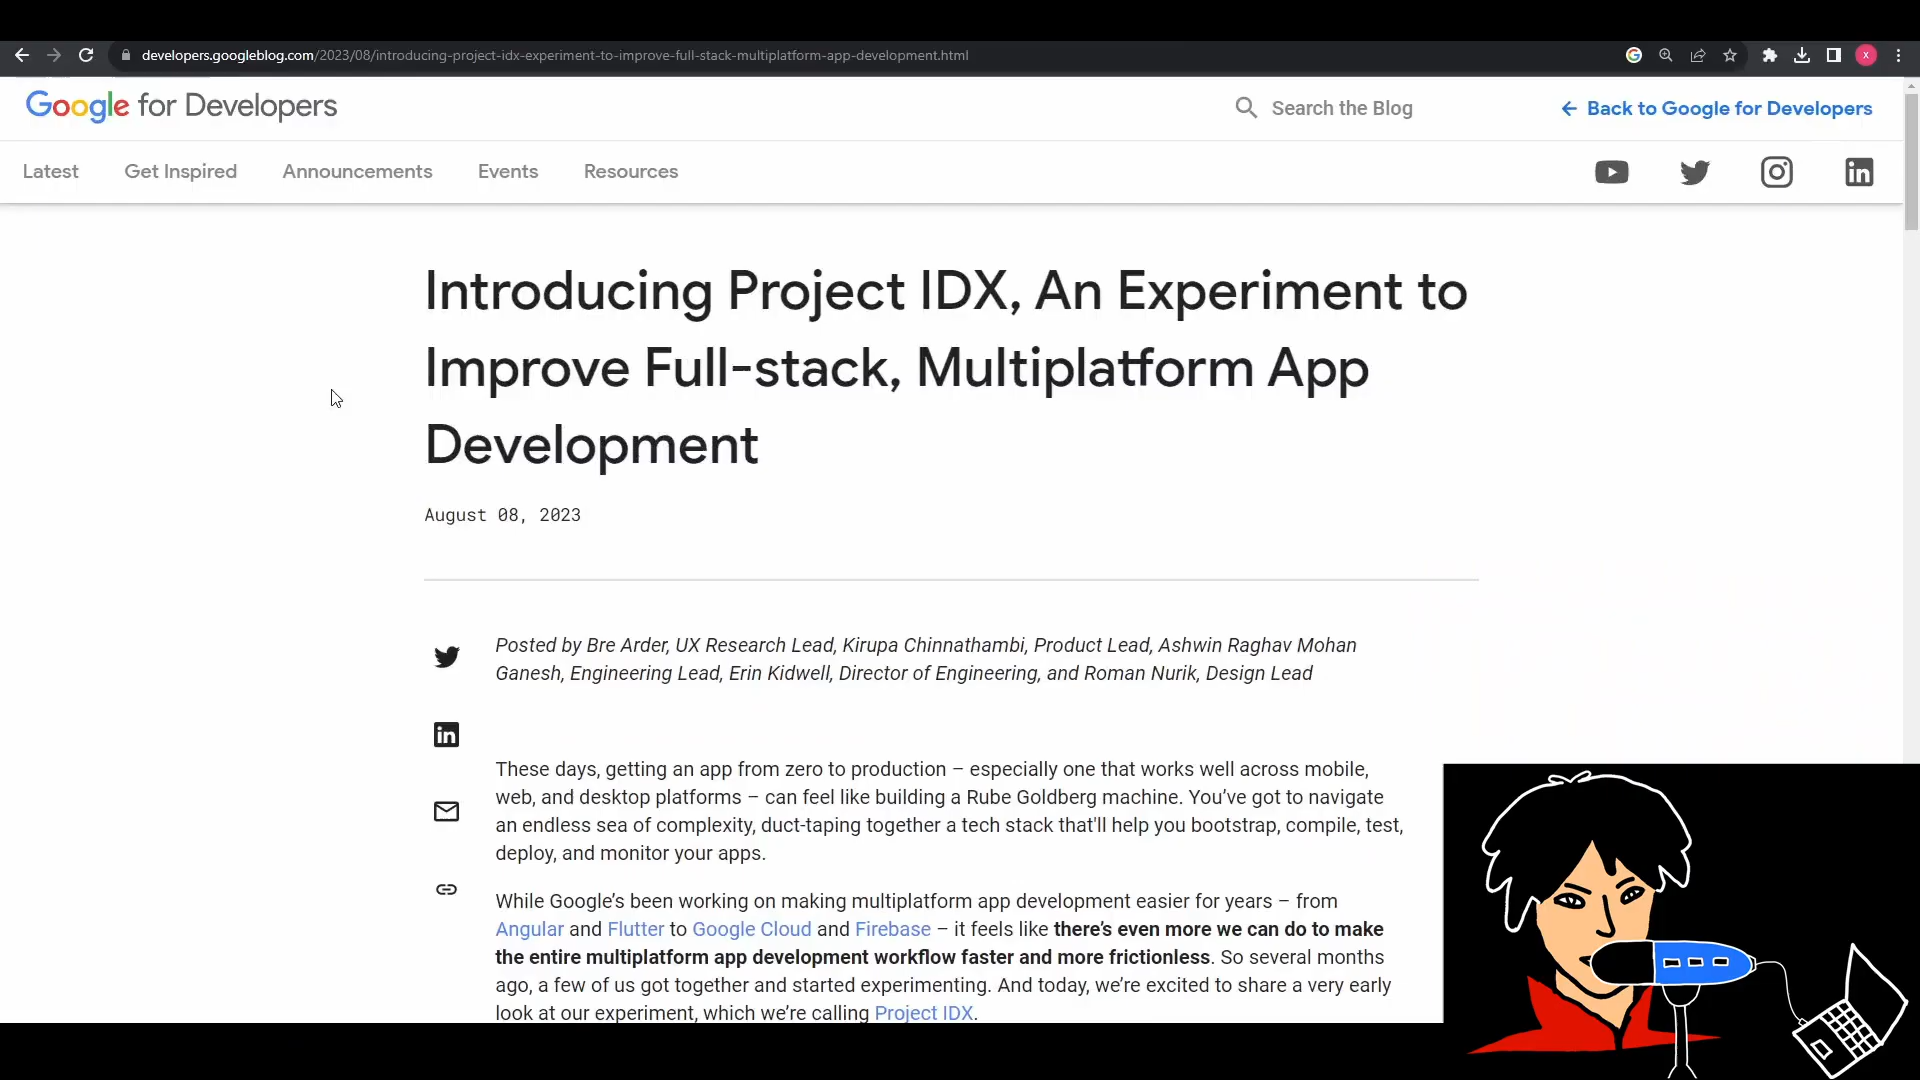 developers.googleblog.com/2023/08/introducing-project-idx-experiment-to-improve-full-stack-multiplatform-app-development.html
x
Google for Developers
Search the Blog
Back to Google for Developers
Latest
Get Inspired
Announcements
Events
Resources
Introducing Project IDX, An Experiment to
Improve Full-stack, Multiplatform App
Development
August 08, 2023
Posted by Bre Arder, UX Research Lead, Kirupa Chinnathambi, Product Lead, Ashwin Raghav Mohan
Ganesh, Engineering Lead, Erin Kidwell, Director of Engineering, and Roman Nurik, Design Lead
These days, getting an app from zero to production – especially one that works well across mobile,
web, and desktop platforms – can feel like building a Rube Goldberg machine. You’ve got to navigate
an endless sea of complexity, duct-taping together a tech stack that'll help you bootstrap, compile, test,
deploy, and monitor your apps.
While Google’s been working on making multiplatform app development easier for years – from
Angular and Flutter to Google Cloud and Firebase – it feels like there’s even more we can do to make
the entire multiplatform app development workflow faster and more frictionless. So several months
ago, a few of us got together and started experimenting. And today, we’re excited to share a very early
look at our experiment, which we’re calling Project IDX.